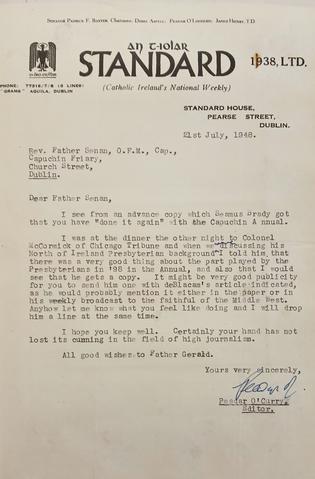 SENATOR PATRICK F. BAXTER, CHAIRMAN; PEADAR O'LOGHLEN; JAMES HENRY, T.D.
an t-iolar
STANDARD
1938, LTD.
(Catholic Ireland's National Weekly)
PHONE: 77516/7/8 (3 LINES)
'GRAMS AQUILA, DUBLIN
STANDARD HOUSE,
PEARSE STREET,
DUBLIN.
21st July, 1948.
Rev. Father Senan, O.F.M., Cap.,
Capuchin Friary,
Church Street,
Dublin.
Dear Father Senan,
I see from an advance copy which Seamus Brady got
that you have "done it again" with the Capuchin Annual.
I was at the dinner the other night to Colonel
McCormick of Chicago Tribune and when we discussing his
North of Ireland Presbyterian background I told him, that
there was a very good thing about the part played by the
Presbyterians in '98 in the Annual, and also that I would
see that he gets a copy. It might be very good publicity
for you to send him one with deBlacam's article indicated,
as he would probably mention it either in the paper or in
his weekly broadcast to the faithful of the Middle West.
Anyhow let me know what you feel like doing and I will drop
him a line at the same time.
I hope you keep well. Certainly your hand has not
lost its cunning in the field of high journalism.
All good wishes to Father Gerald.
Yours very sincerely,
Peadar O'Curry,
Editor.